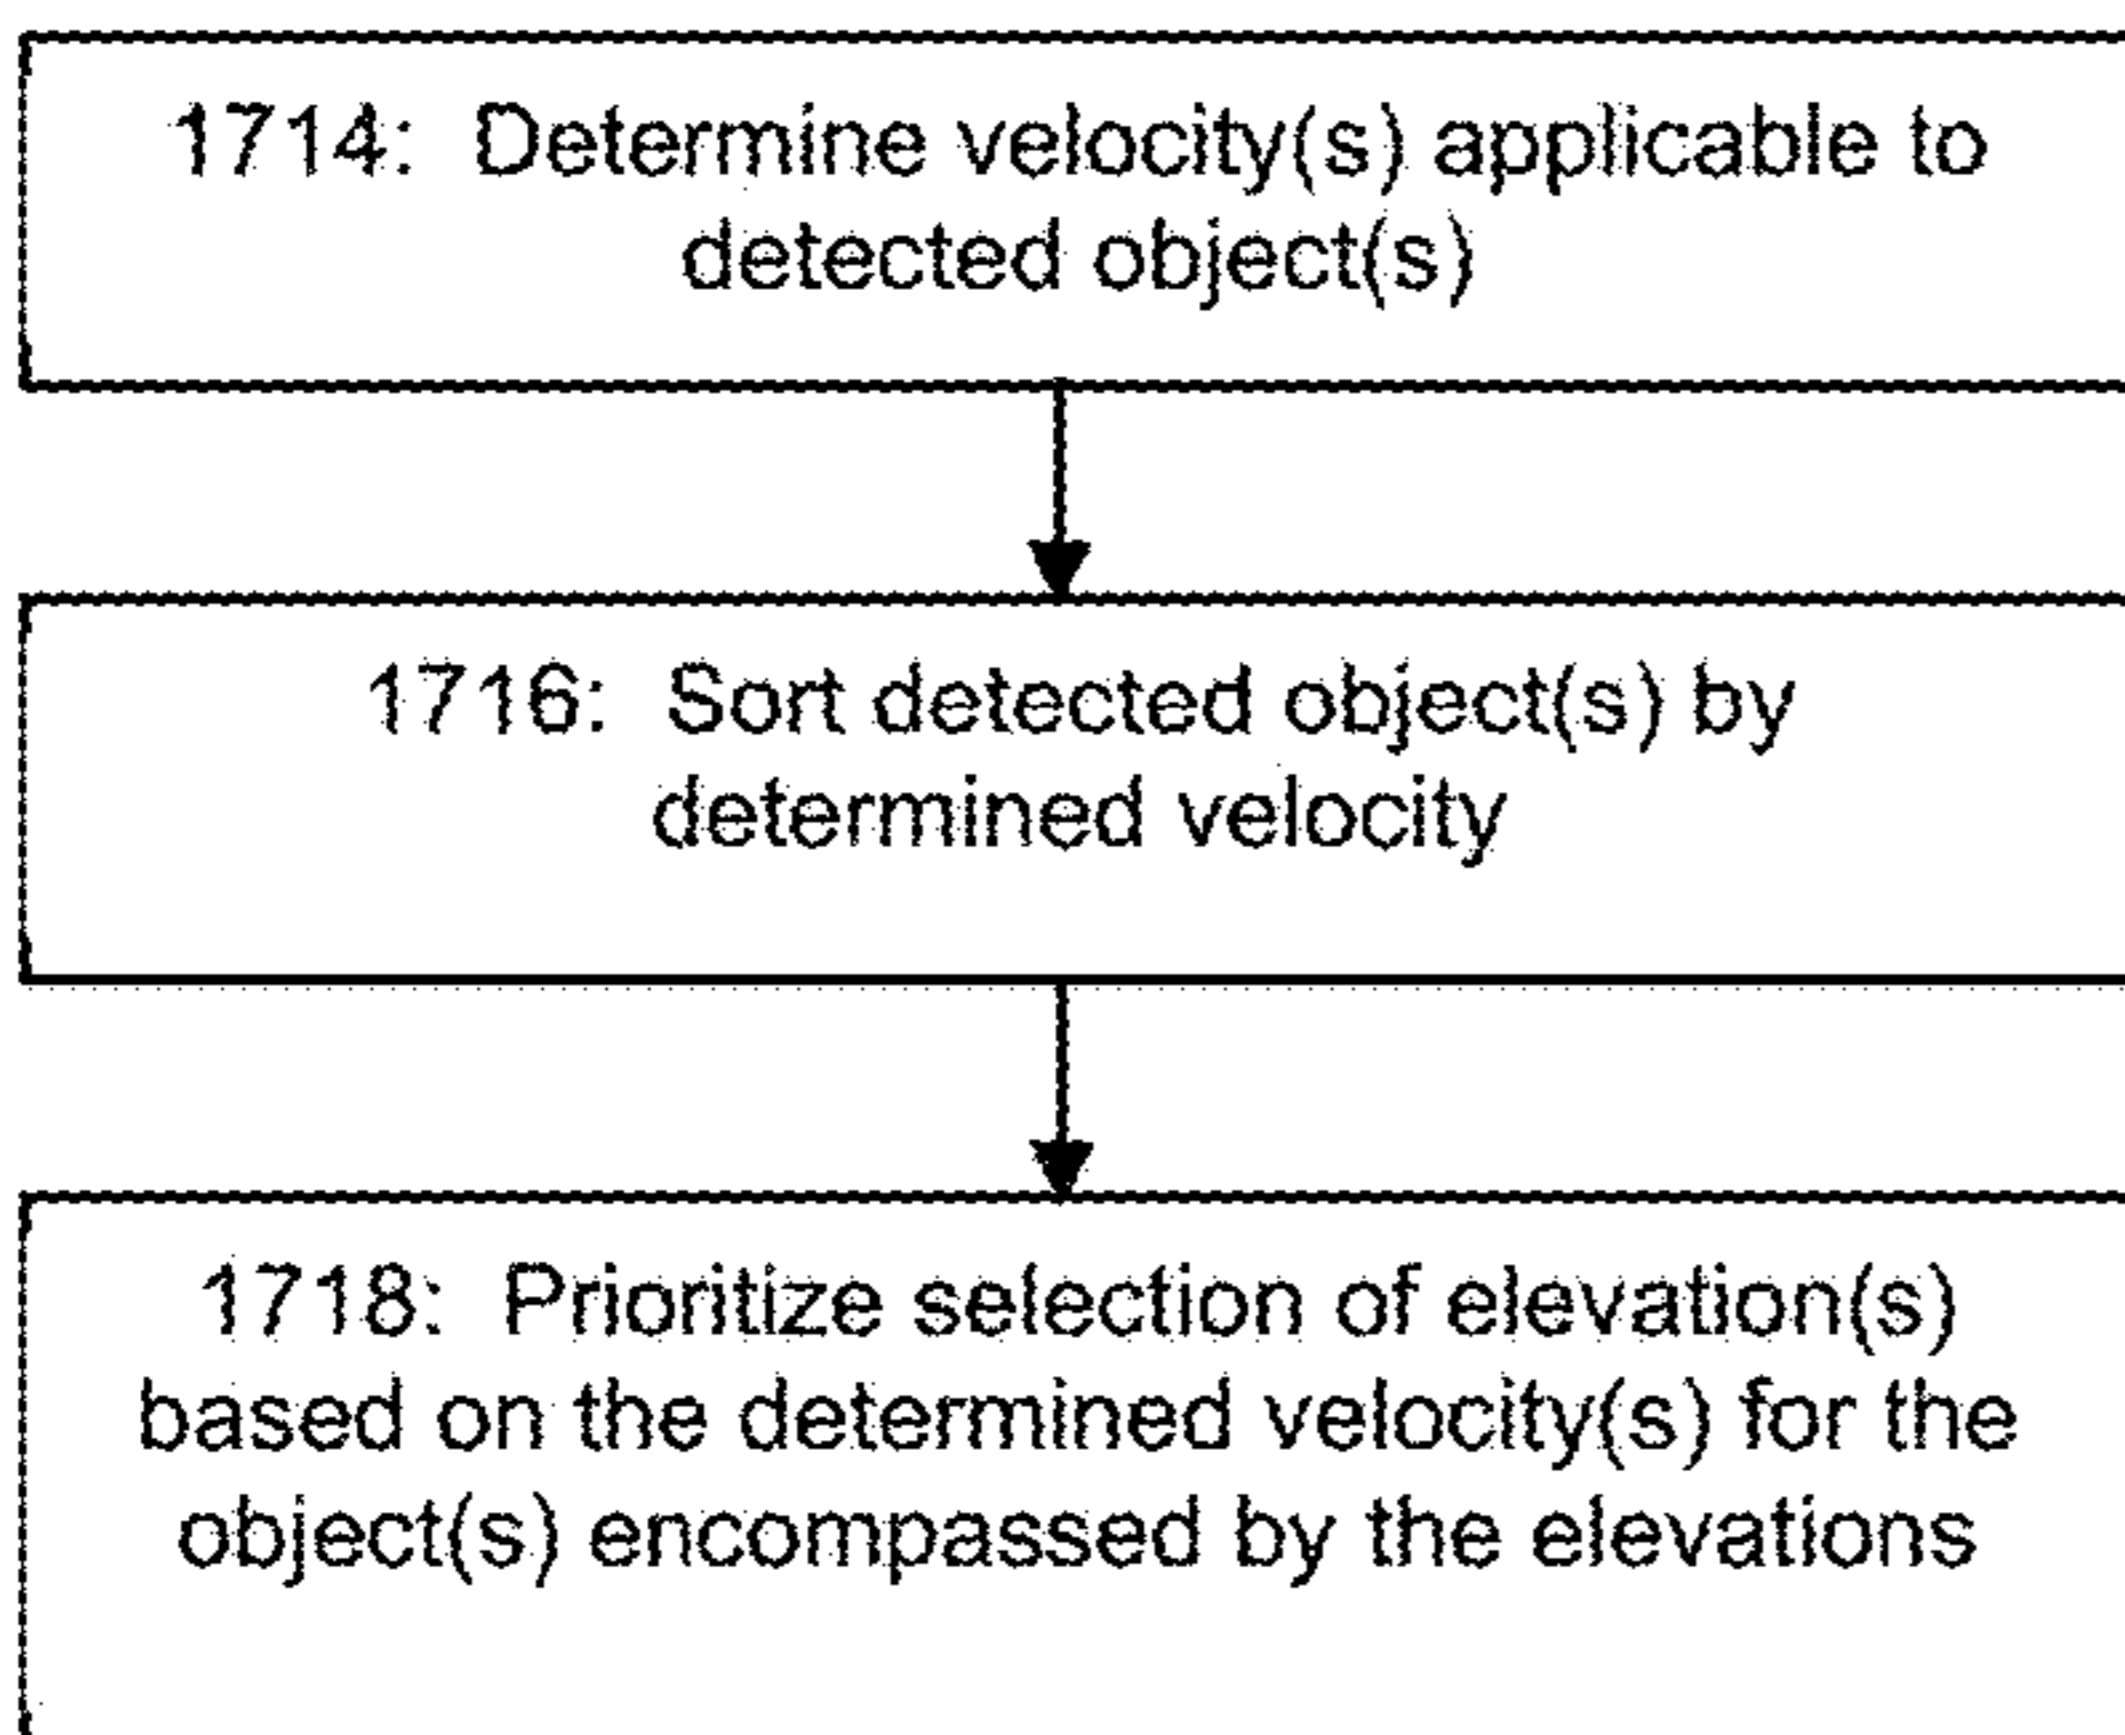 1714: Determine velocity(s) applicable to
detected object(s)
1716: Sort detected object(s) by
determined velocity
1718: Prioritize selection of elevation(s)
based on the determined velocity(s) for the
object(s) encompassed by the elevations